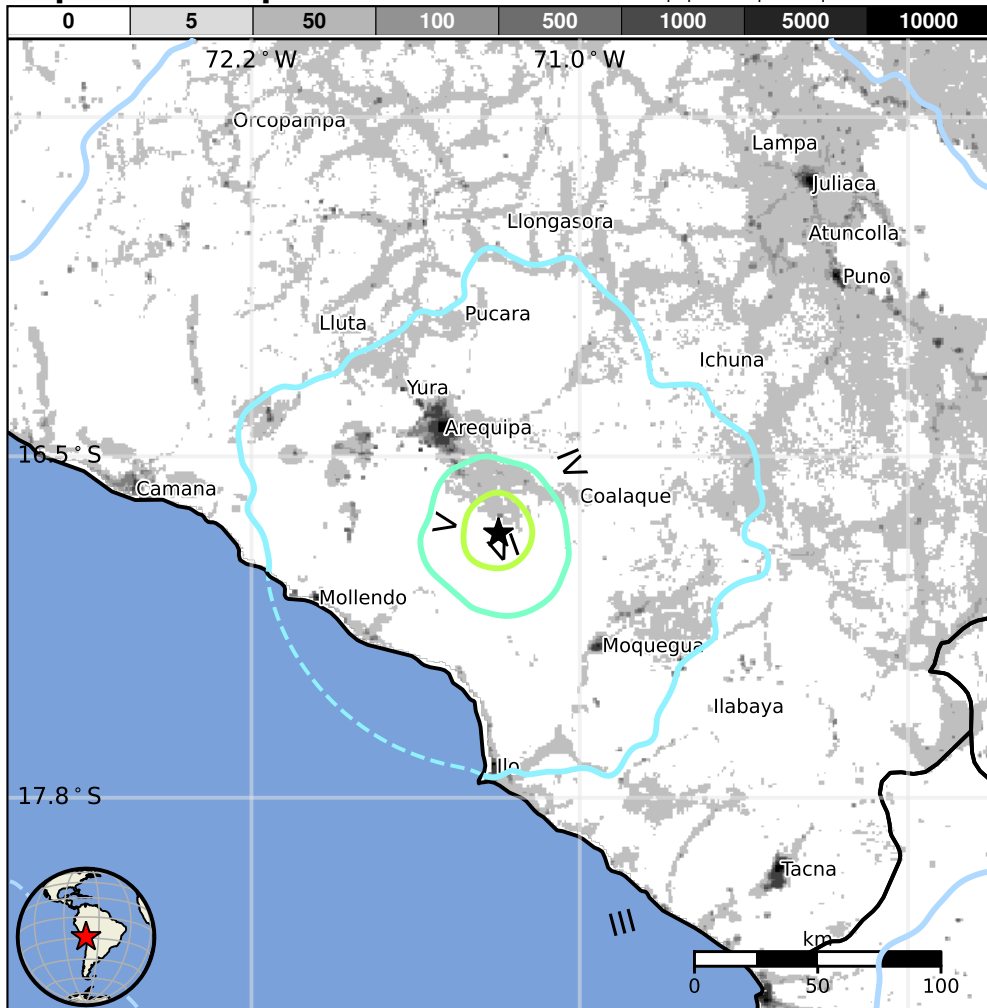 0 5 50 100 500 1000 5000 10000
72.2°W 71.0°W
Orcopampa
Lampa
Juliaca
Llongasora
Atuncolla
Puno
Pucara
Lluta
Ichuna
Yura
Arequipa
16.5°S
IV
Camana
Coalaque
V
VI
Mollendo
Moquegua
Ilabaya
Ilo
17.8°S
Tacna
III
km
0 50 100